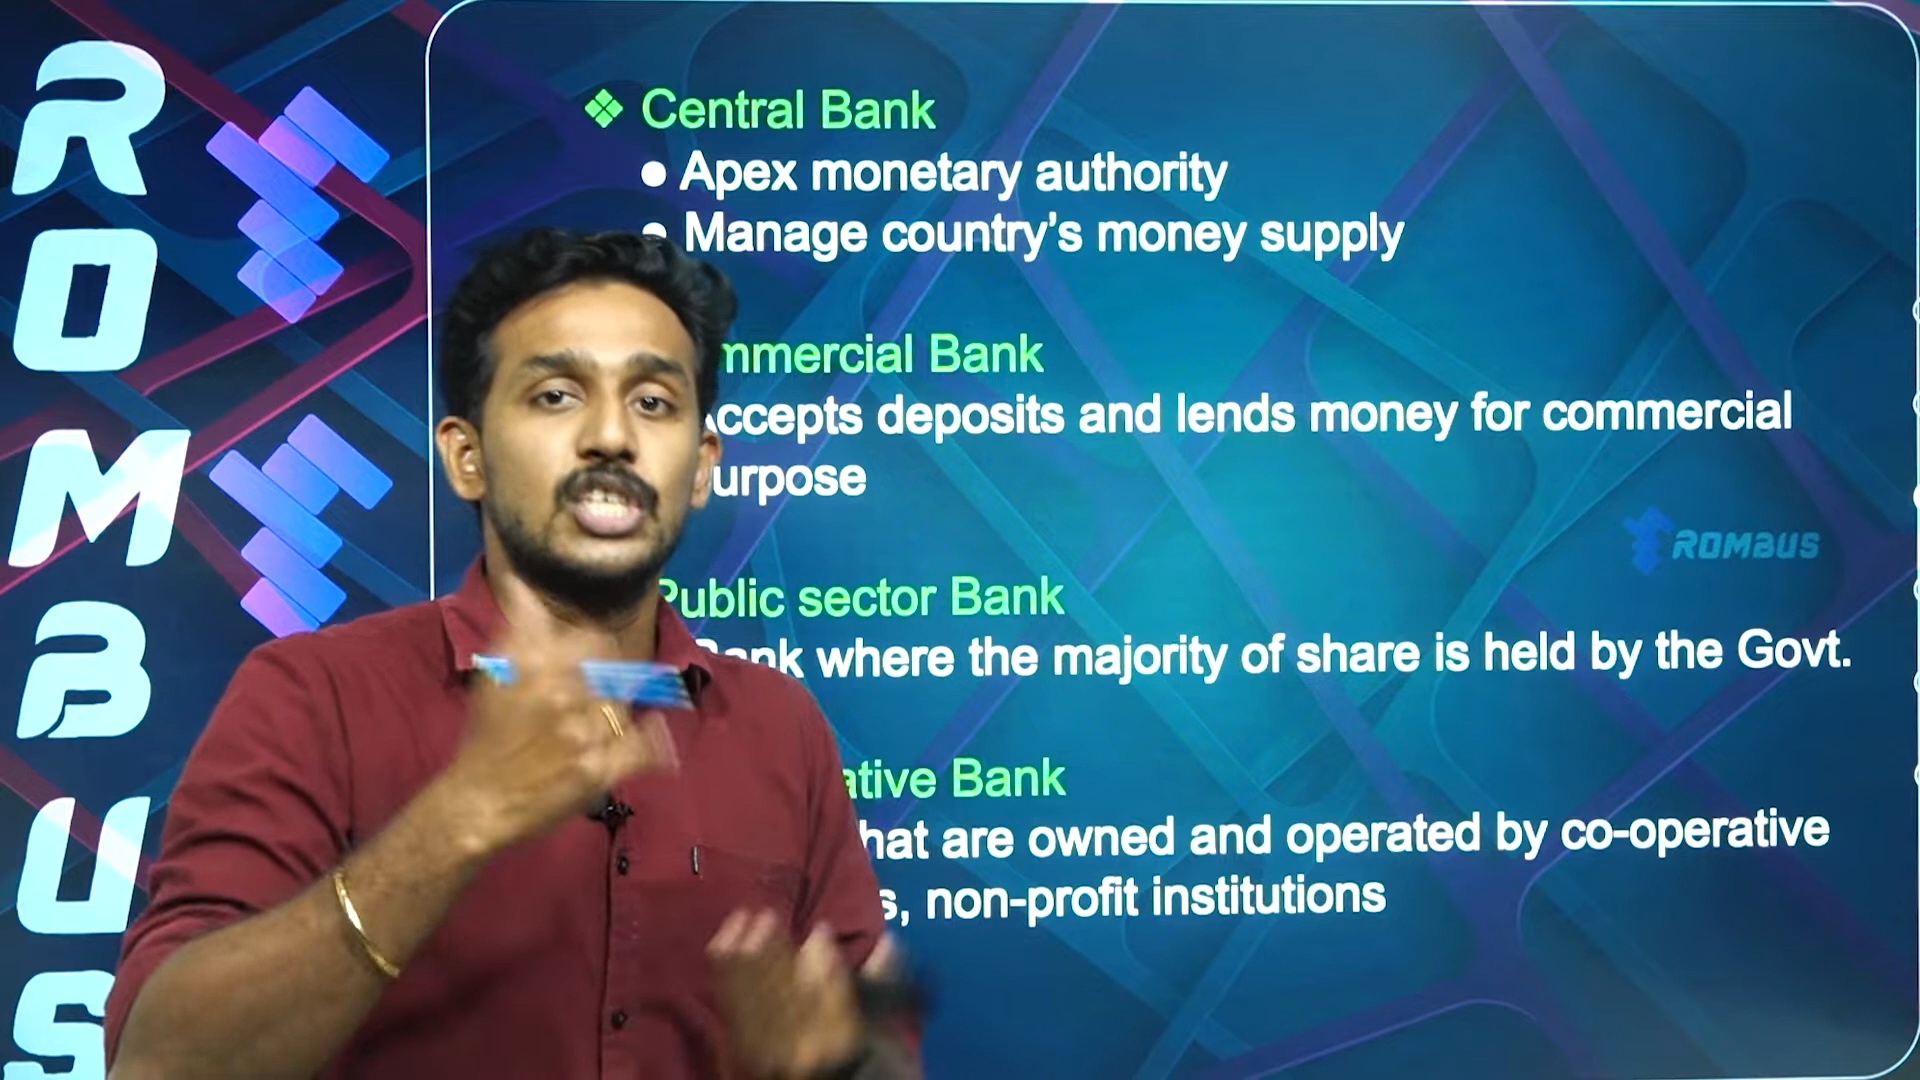 ROMBUS
❖ Central Bank
● Apex monetary authority
● Manage country's money supply
mmercial Bank
Accepts deposits and lends money for commercial
urpose
Public sector Bank
Bank where the majority of share is held by the Govt.
ative Bank
hat are owned and operated by co-operative
s, non-profit institutions
ROMBUS